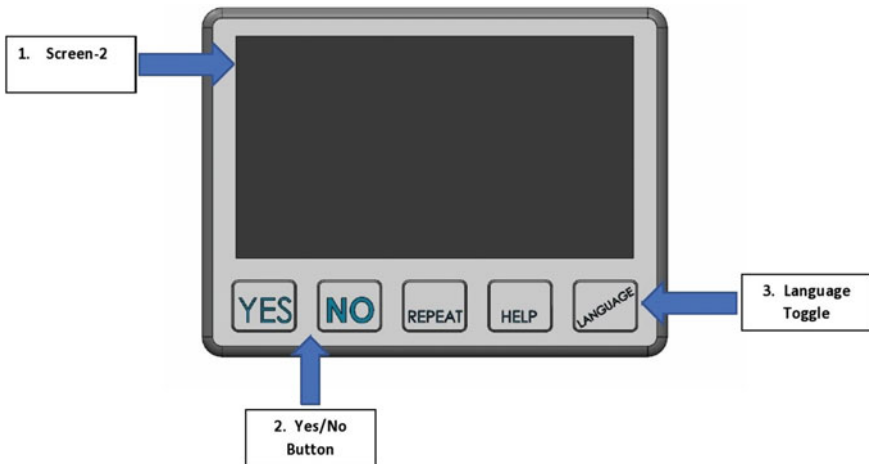 1. Screen-2
YES
NO
REPEAT
HELP
LANGUAGE
3. Language
Toggle
2. Yes/No
Button